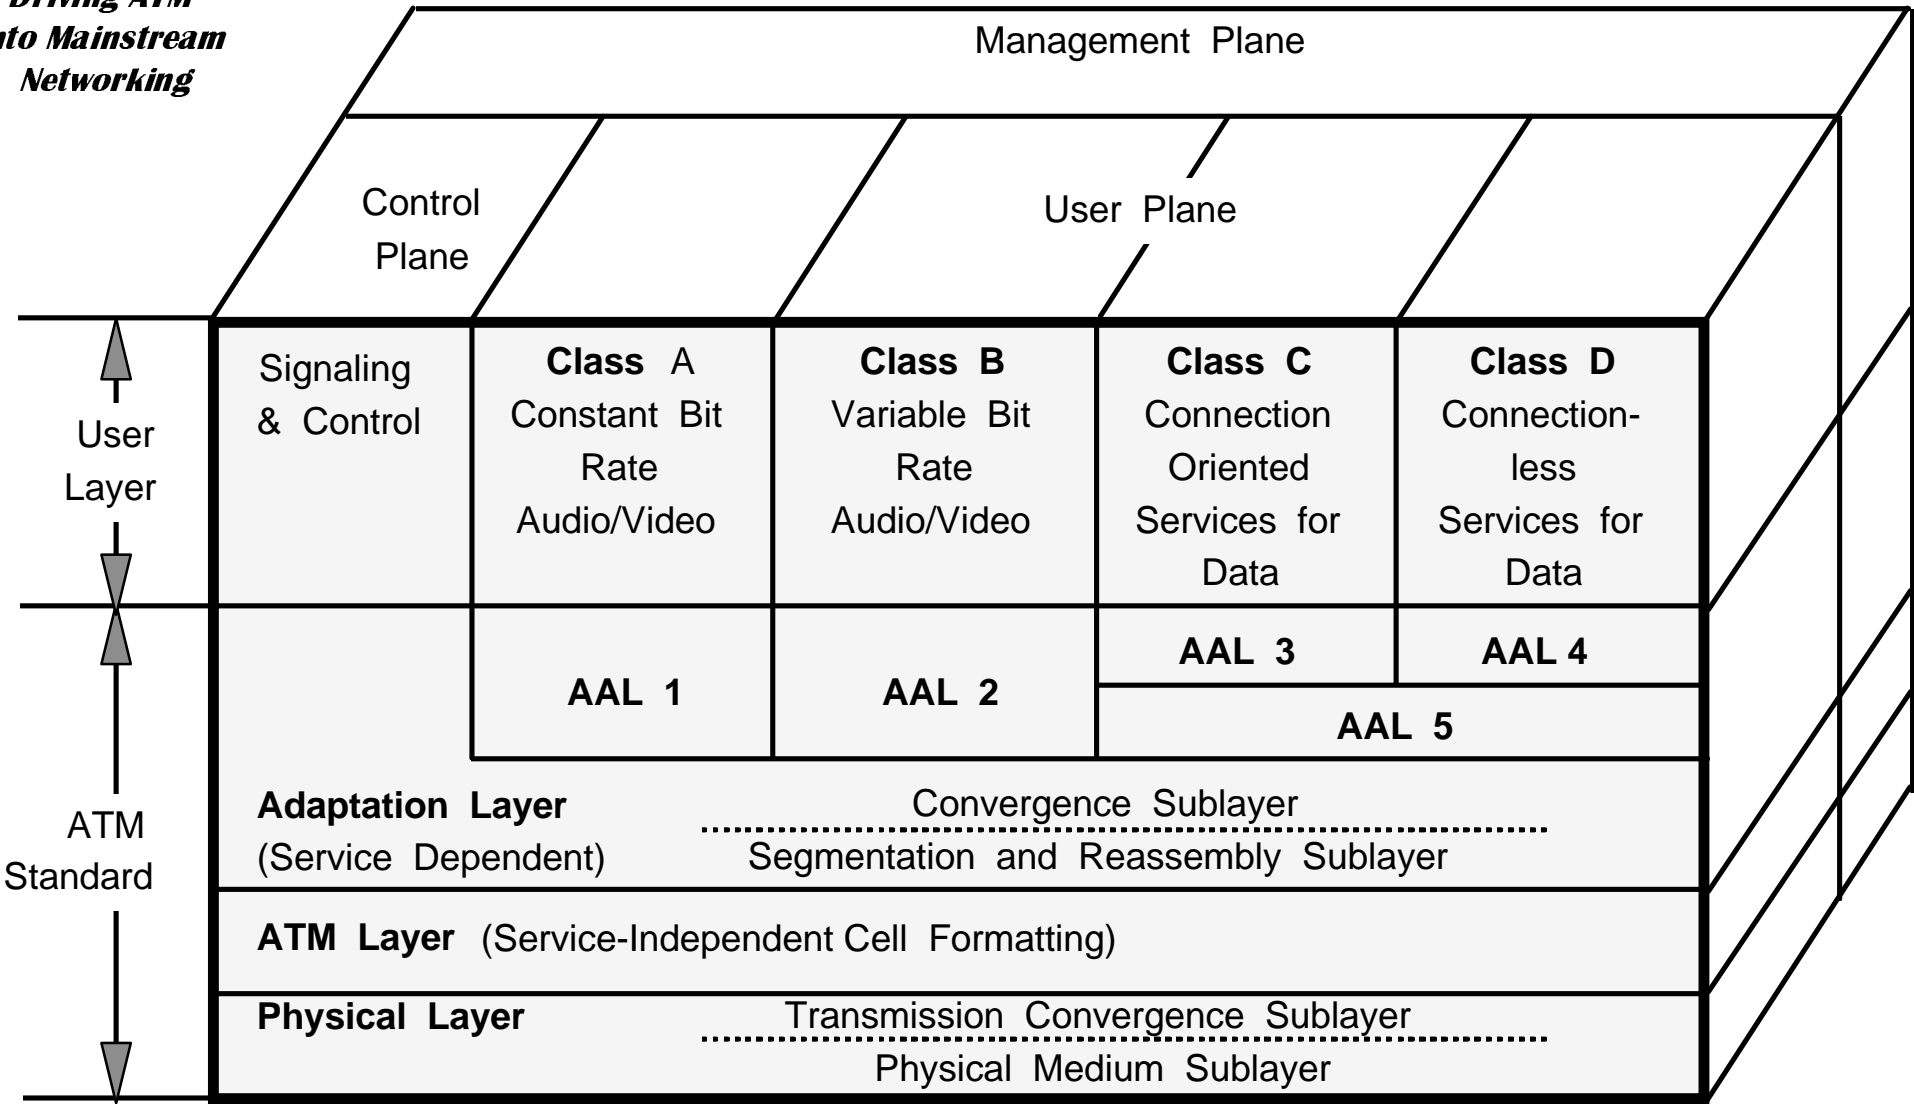 Driving ATM
nto Mainstream
Networking
Management Plane
Control
Plane
User Plane
User
Layer
Signaling
& Control
Class A
Constant Bit
Rate
Audio/Video
Class B
Variable Bit
Rate
Audio/Video
Class C
Connection
Oriented
Services for
Data
Class D
Connection-
less
Services for
Data
ATM
Standard
AAL 1
AAL 2
AAL 3
AAL 4
AAL 5
Adaptation Layer
(Service Dependent)
Convergence Sublayer
Segmentation and Reassembly Sublayer
ATM Layer (Service-Independent Cell Formatting)
Physical Layer
Transmission Convergence Sublayer
Physical Medium Sublayer